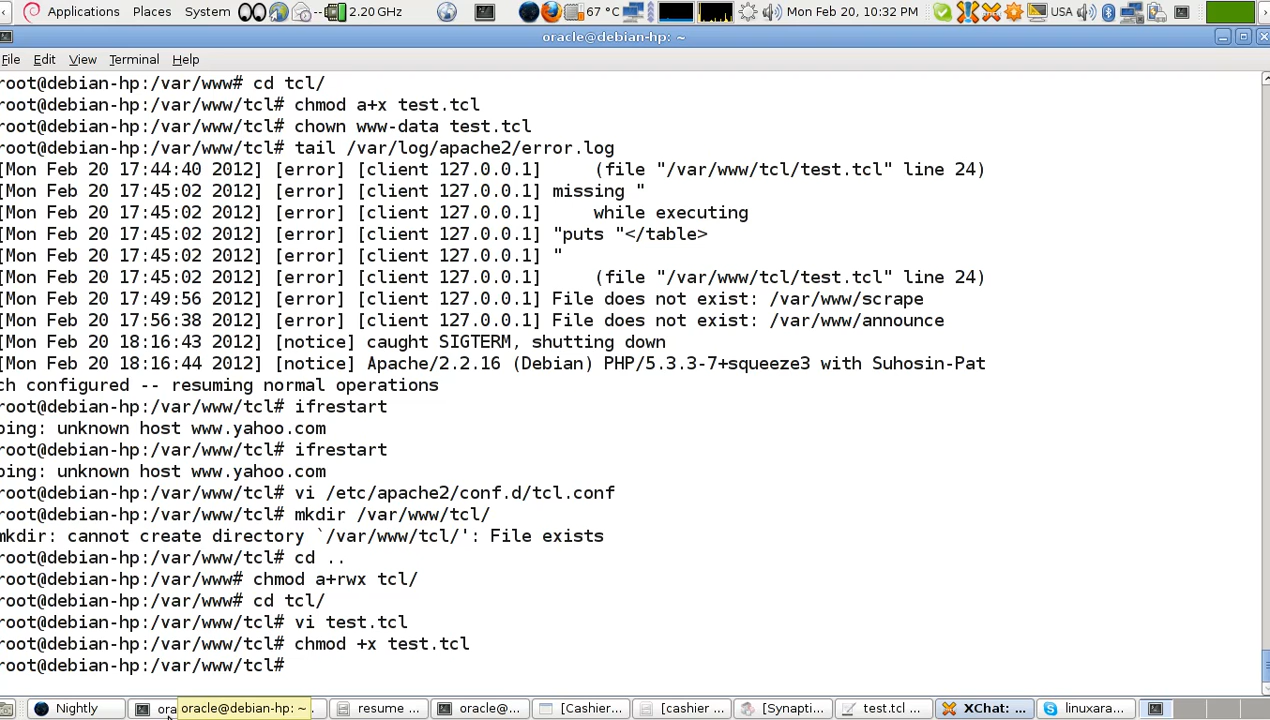 Applications Places System 2.20 GHz 67 °C Mon Feb 20, 10:32 PM USA
oracle@debian-hp: ~
File Edit View Terminal Help
root@debian-hp:/var/www# cd tcl/
root@debian-hp:/var/www/tcl# chmod a+x test.tcl
root@debian-hp:/var/www/tcl# chown www-data test.tcl
root@debian-hp:/var/www/tcl# tail /var/log/apache2/error.log
[Mon Feb 20 17:44:40 2012] [error] [client 127.0.0.1]     (file "/var/www/tcl/test.tcl" line 24)
[Mon Feb 20 17:45:02 2012] [error] [client 127.0.0.1] missing "
[Mon Feb 20 17:45:02 2012] [error] [client 127.0.0.1]     while executing
[Mon Feb 20 17:45:02 2012] [error] [client 127.0.0.1] "puts "</table>
[Mon Feb 20 17:45:02 2012] [error] [client 127.0.0.1] "
[Mon Feb 20 17:45:02 2012] [error] [client 127.0.0.1]     (file "/var/www/tcl/test.tcl" line 24)
[Mon Feb 20 17:49:56 2012] [error] [client 127.0.0.1] File does not exist: /var/www/scrape
[Mon Feb 20 17:56:38 2012] [error] [client 127.0.0.1] File does not exist: /var/www/announce
[Mon Feb 20 18:16:43 2012] [notice] caught SIGTERM, shutting down
[Mon Feb 20 18:16:44 2012] [notice] Apache/2.2.16 (Debian) PHP/5.3.3-7+squeeze3 with Suhosin-Pat
ch configured -- resuming normal operations
root@debian-hp:/var/www/tcl# ifrestart
ping: unknown host www.yahoo.com
root@debian-hp:/var/www/tcl# ifrestart
ping: unknown host www.yahoo.com
root@debian-hp:/var/www/tcl# vi /etc/apache2/conf.d/tcl.conf
root@debian-hp:/var/www/tcl# mkdir /var/www/tcl/
mkdir: cannot create directory `/var/www/tcl/': File exists
root@debian-hp:/var/www/tcl# cd ..
root@debian-hp:/var/www# chmod a+rwx tcl/
root@debian-hp:/var/www# cd tcl/
root@debian-hp:/var/www/tcl# vi test.tcl
root@debian-hp:/var/www/tcl# chmod +x test.tcl
root@debian-hp:/var/www/tcl#
Nightly ora oracle@debian-hp: ~ resume ... oracle@... [Cashier... [cashier ... [Synapti... test.tcl ... XChat: ... linuxara...